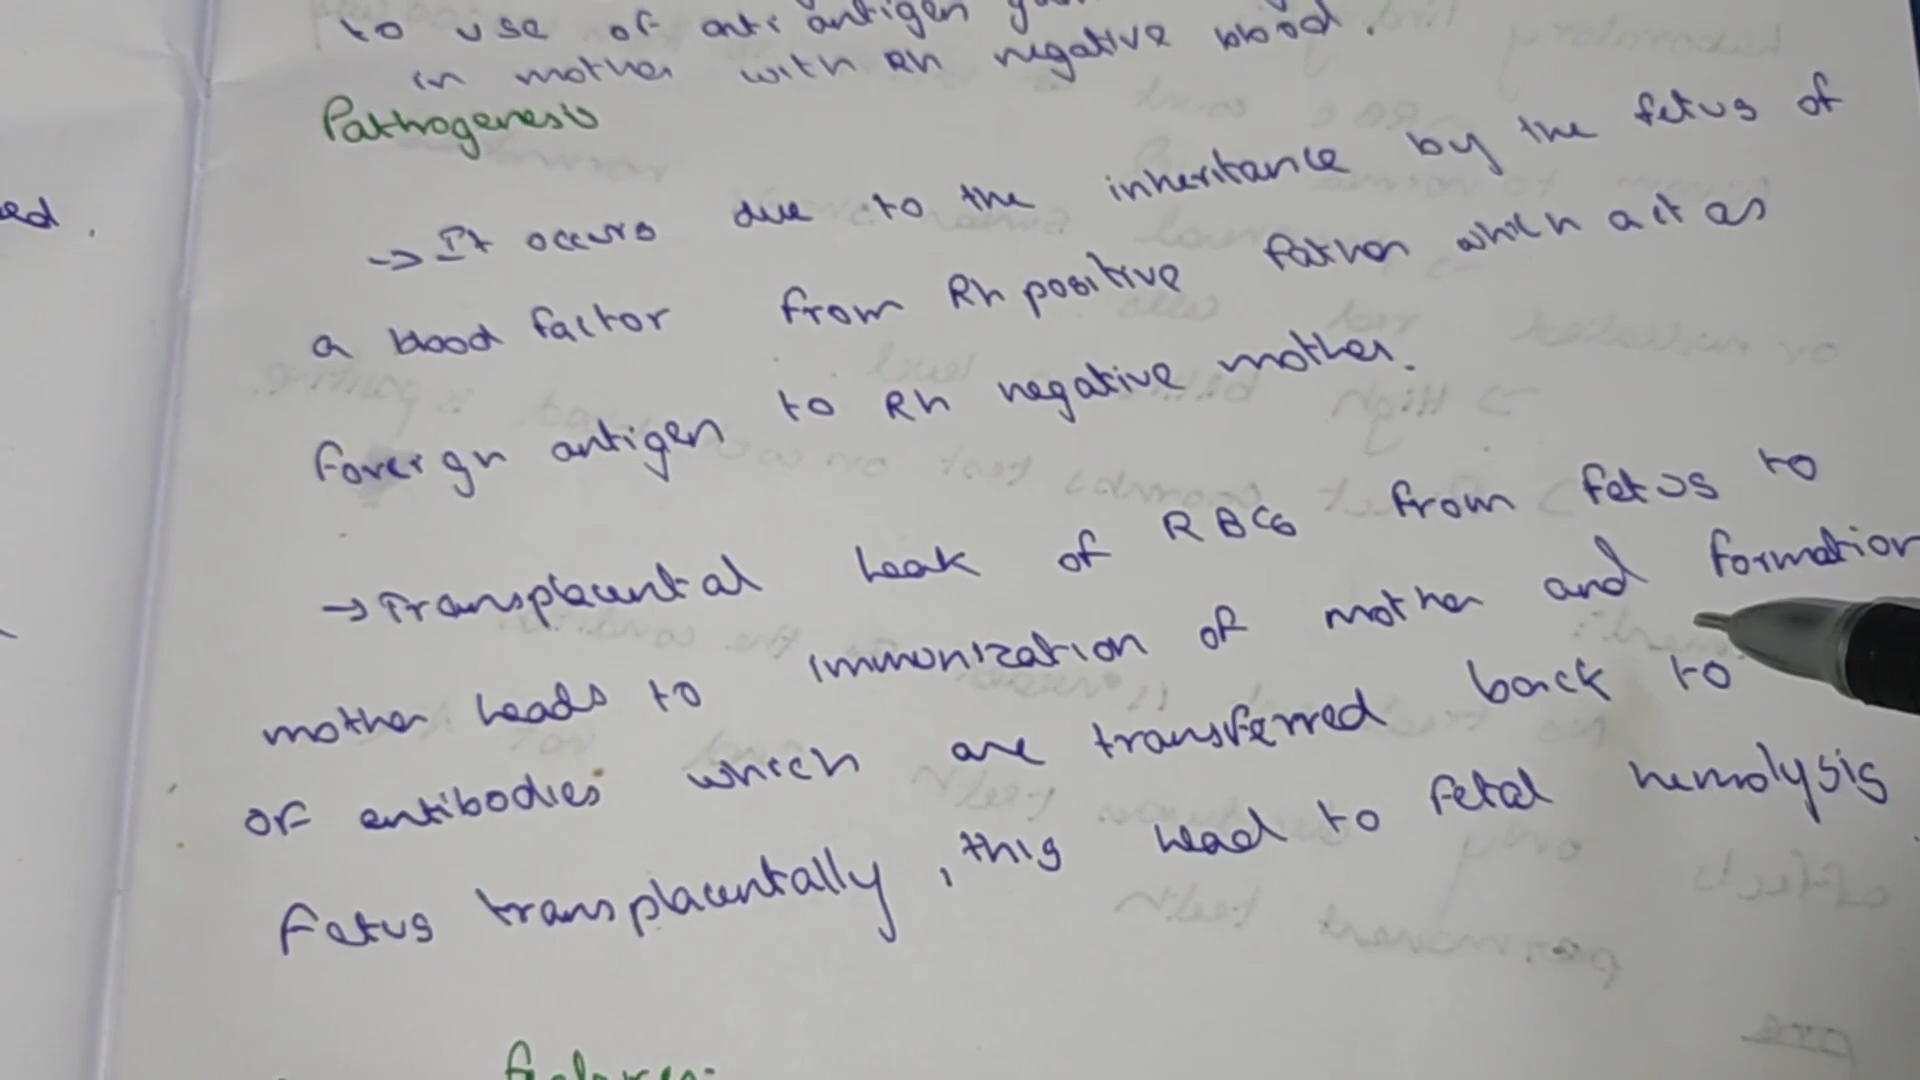 to use of anti antigen
in mother with Rh negative blood.
Pathogenesis
ed.
→ It occurs due to the inheritance by the fetus of
a blood factor from Rh positive father which act as
foreign antigen to Rh negative mother.
→ Transplacental leak of RBCs from fetus to
mother leads to immunization of mother and formation
of antibodies which are transferred back to
fetus transplacentally, this lead to fetal hemolysis
features: